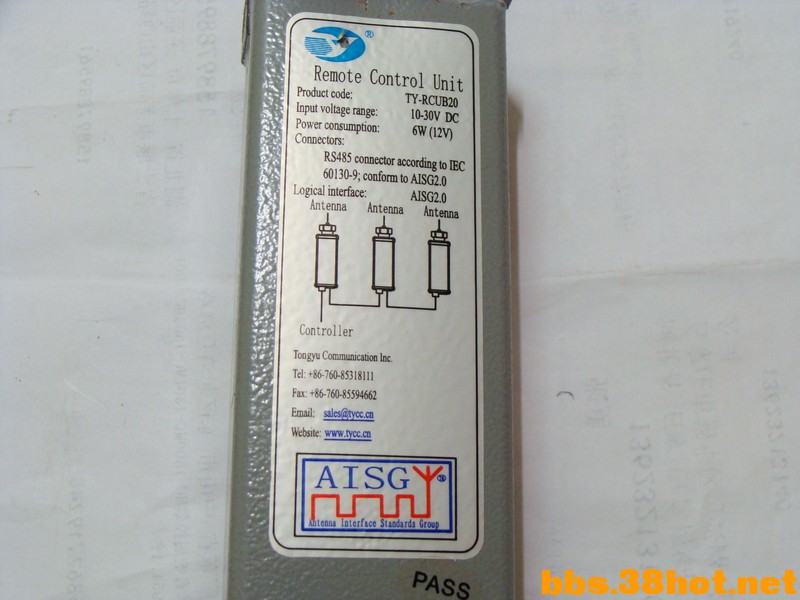 ®
Remote Control Unit
Product code: TY-RCUB20
Input voltage range: 10-30V DC
Power consumption: 6W (12V)
Connectors:
RS485 connector according to IEC
60130-9; conform to AISG2.0
Logical interface: AISG2.0
Antenna Antenna Antenna
Controller
Tongyu Communication Inc.
Tel: +86-760-85318111
Fax: +86-760-85594662
Email: sales@tycc.cn
Website: www.tycc.cn
AISG ®
Antenna Interface Standards Group
PASS
bbs.38hot.net